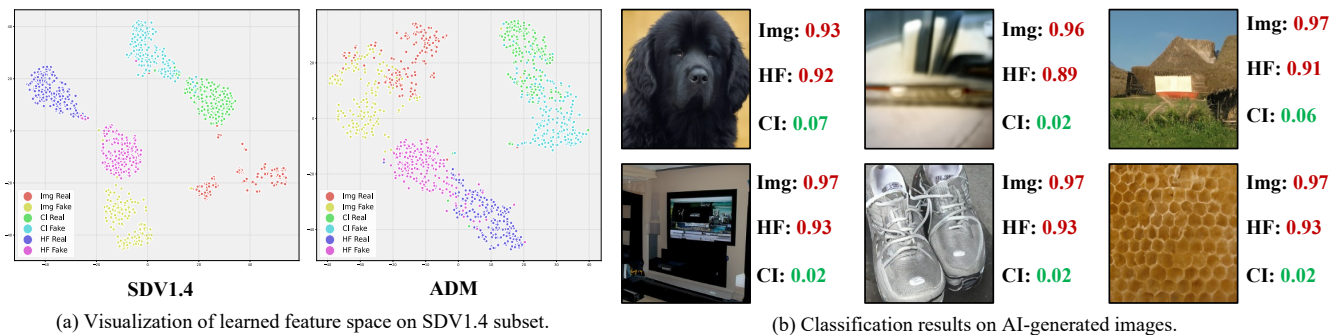 Img Real
Img Fake
CI Real
CI Fake
HF Real
HF Fake
SDV1.4
Img Real
Img Fake
CI Real
CI Fake
HF Real
HF Fake
ADM
(a) Visualization of learned feature space on SDV1.4 subset.
Img: 0.93
HF: 0.92
CI: 0.07
Img: 0.96
HF: 0.89
CI: 0.02
Img: 0.97
HF: 0.91
CI: 0.06
Img: 0.97
HF: 0.93
CI: 0.02
Img: 0.97
HF: 0.93
CI: 0.02
Img: 0.97
HF: 0.93
CI: 0.02
(b) Classification results on AI-generated images.